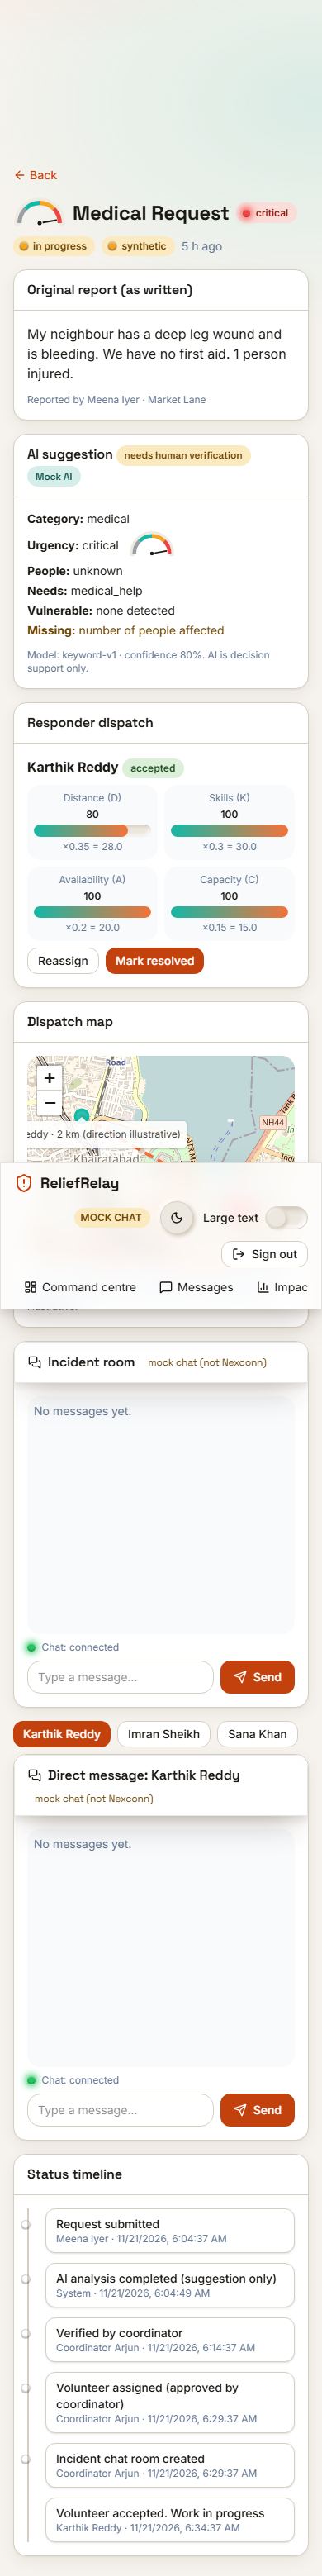 Back
Medical Request critical
in progress synthetic 5 h ago
Original report (as written)
My neighbour has a deep leg wound and
is bleeding. We have no first aid. 1 person
injured.
Reported by Meena Iyer · Market Lane
AI suggestion needs human verification
Mock AI
Category: medical
Urgency: critical
People: unknown
Needs: medical_help
Vulnerable: none detected
Missing: number of people affected
Model: keyword-v1 · confidence 80%. AI is decision
support only.
Responder dispatch
Karthik Reddy accepted
Distance (D)
80
×0.35 = 28.0
Skills (K)
100
×0.3 = 30.0
Availability (A)
100
×0.2 = 20.0
Capacity (C)
100
×0.15 = 15.0
Reassign Mark resolved
Dispatch map
Road
+
−
NH44
eddy · 2 km (direction illustrative)
Khairatabad
ReliefRelay
MOCK CHAT Large text
Sign out
Command centre Messages Impac
Incident room mock chat (not Nexconn)
No messages yet.
Chat: connected
Type a message... Send
Karthik Reddy Imran Sheikh Sana Khan
Direct message: Karthik Reddy
mock chat (not Nexconn)
No messages yet.
Chat: connected
Type a message... Send
Status timeline
Request submitted
Meena Iyer · 11/21/2026, 6:04:37 AM
AI analysis completed (suggestion only)
System · 11/21/2026, 6:04:49 AM
Verified by coordinator
Coordinator Arjun · 11/21/2026, 6:14:37 AM
Volunteer assigned (approved by
coordinator)
Coordinator Arjun · 11/21/2026, 6:29:37 AM
Incident chat room created
Coordinator Arjun · 11/21/2026, 6:29:37 AM
Volunteer accepted. Work in progress
Karthik Reddy · 11/21/2026, 6:34:37 AM